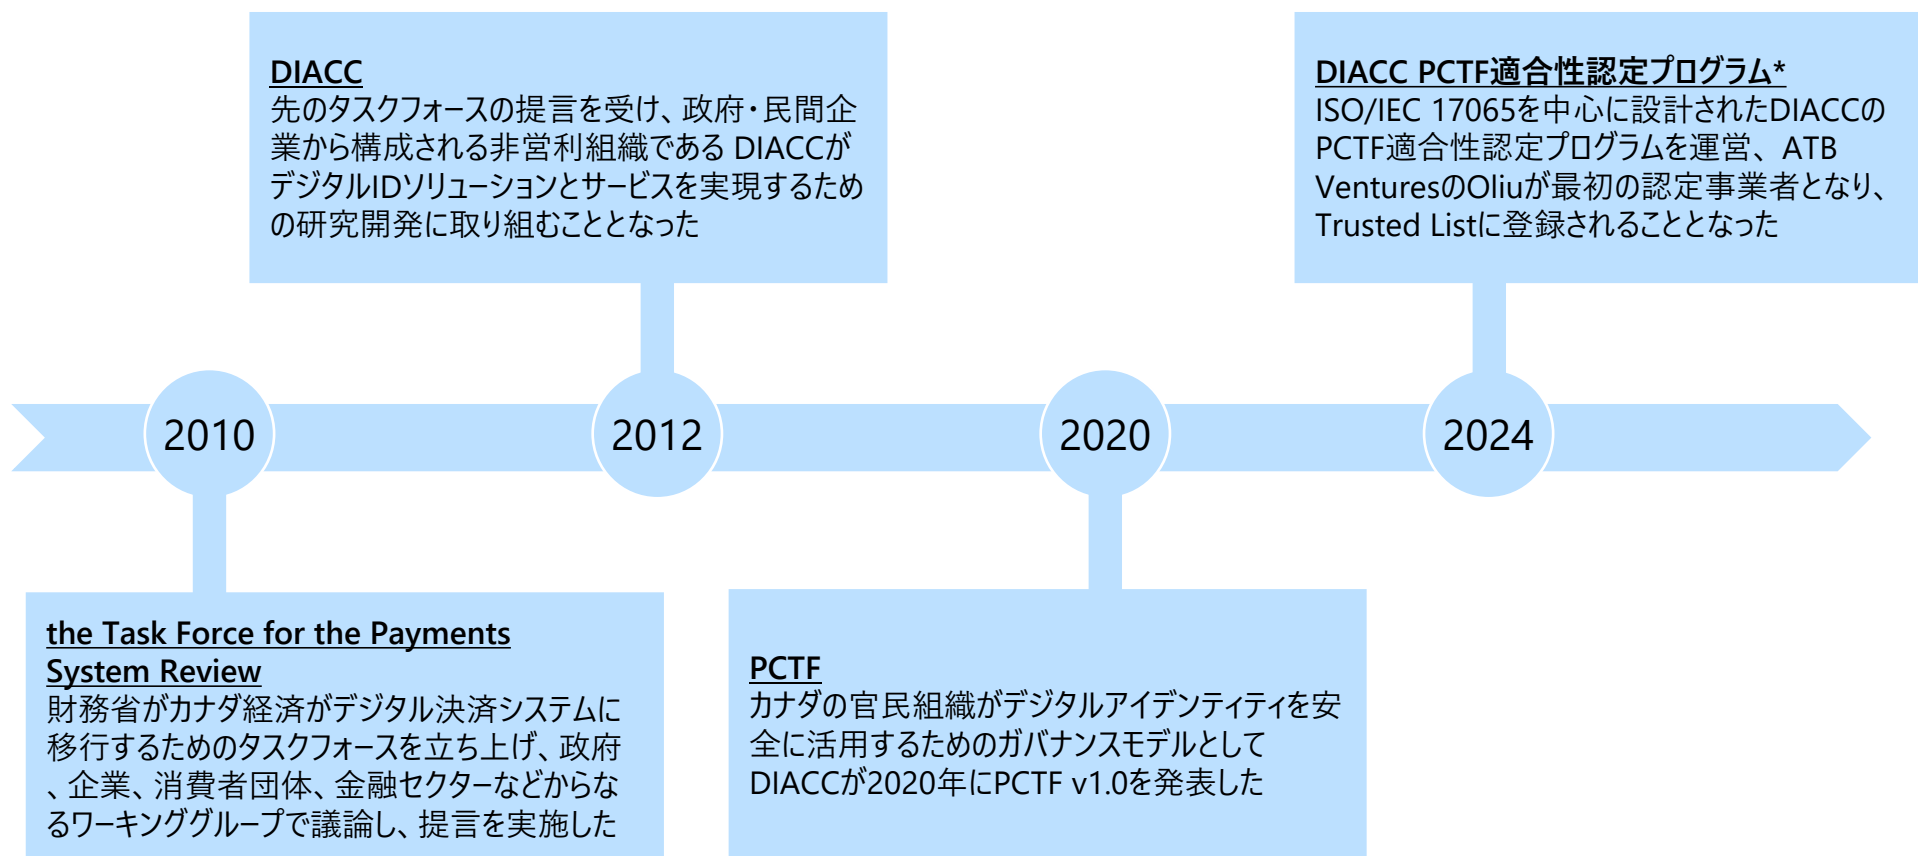 DIACC
先のタスクフォースの提言を受け、政府・民間企
業から構成される非営利組織である DIACCが
デジタルIDソリューションとサービスを実現するため
の研究開発に取り組むこととなった
DIACC PCTF適合性認定プログラム*
ISO/IEC 17065を中心に設計されたDIACCの
PCTF適合性認定プログラムを運営、ATB
VenturesのOliuが最初の認定事業者となり、
Trusted Listに登録されることとなった
2010
2012
2020
2024
the Task Force for the Payments
System Review
財務省がカナダ経済がデジタル決済システムに
移行するためのタスクフォースを立ち上げ、政府
、企業、消費者団体、金融セクターなどからな
るワーキンググループで議論し、提言を実施した
PCTF
カナダの官民組織がデジタルアイデンティティを安
全に活用するためのガバナンスモデルとして
DIACCが2020年にPCTF v1.0を発表した